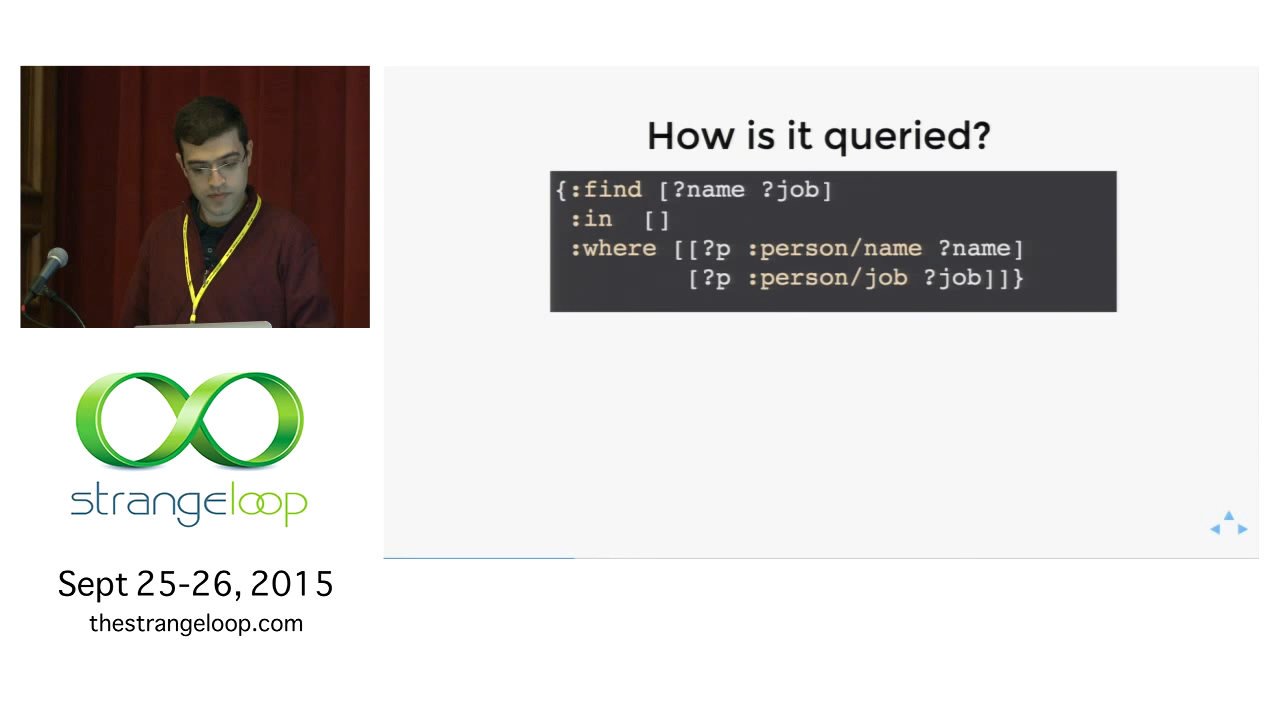 How is it queried?
{:find [?name ?job]
:in []
:where [[?p :person/name ?name]
[?p :person/job ?job]]}
strangeloop
Sept 25-26, 2015
thestrangeloop.com